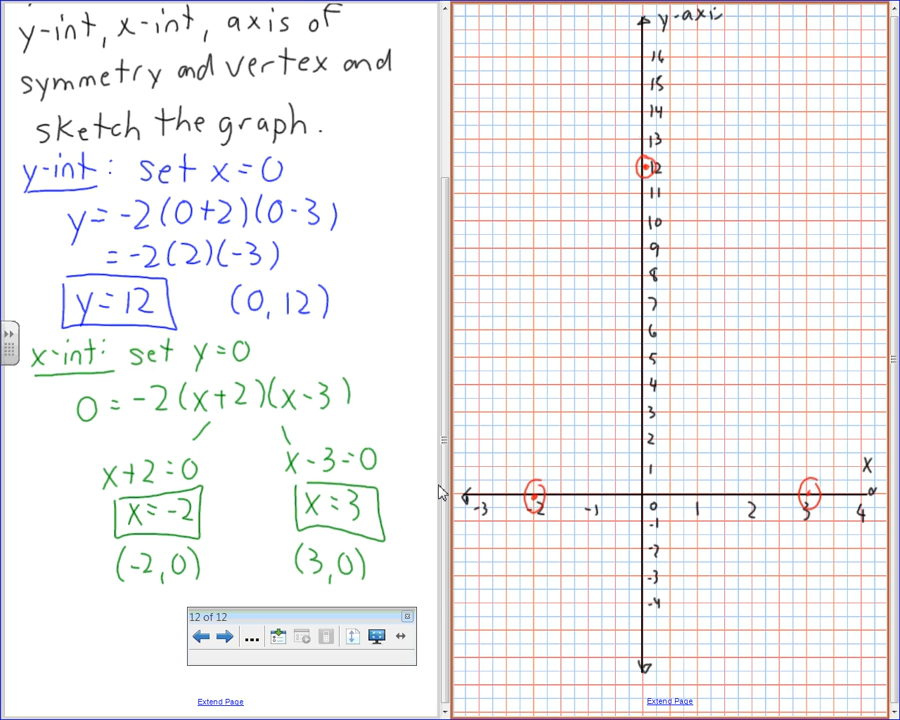 y-int, x-int, axis of
symmetry and vertex and
sketch the graph.
y-int: set x=0
y= -2(0+2)(0-3)
= -2(2)(-3)
y=12 (0,12)
x-int: set y=0
0 = -2(x+2)(x-3)
x+2=0 x-3=0
x=-2 x=3
(-2,0) (3,0)
12 of 12
...
Extend Page
y-axis
16
15
14
13
12
11
10
9
8
7
6
5
4
3
2
1
X
-3 -2 -1 0 1 2 3 4
-1
-2
-3
-4
Extend Page